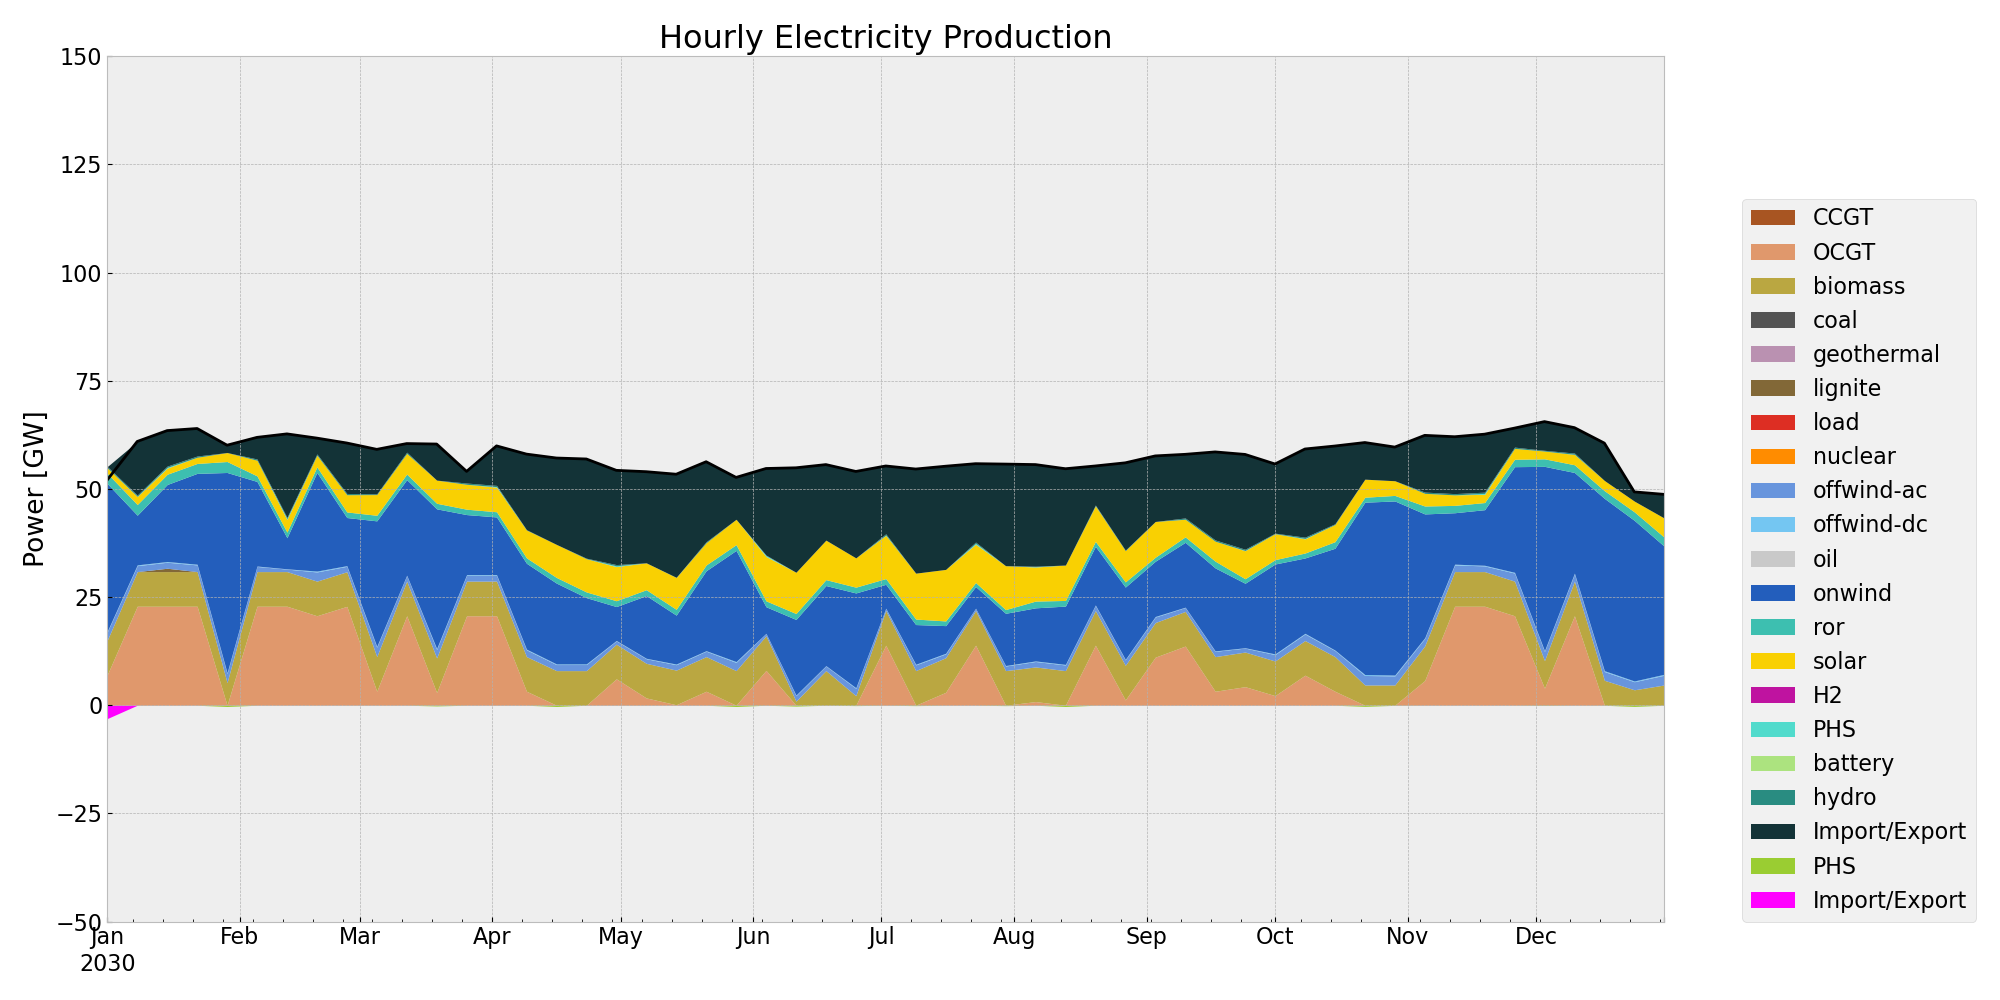 Hourly Electricity Production
Power [GW]
150
125
100
75
50
25
0
−25
−50
Jan Feb Mar Apr May Jun Jul Aug Sep Oct Nov Dec
2030
CCGT
OCGT
biomass
coal
geothermal
lignite
load
nuclear
offwind-ac
offwind-dc
oil
onwind
ror
solar
H2
PHS
battery
hydro
Import/Export
PHS
Import/Export